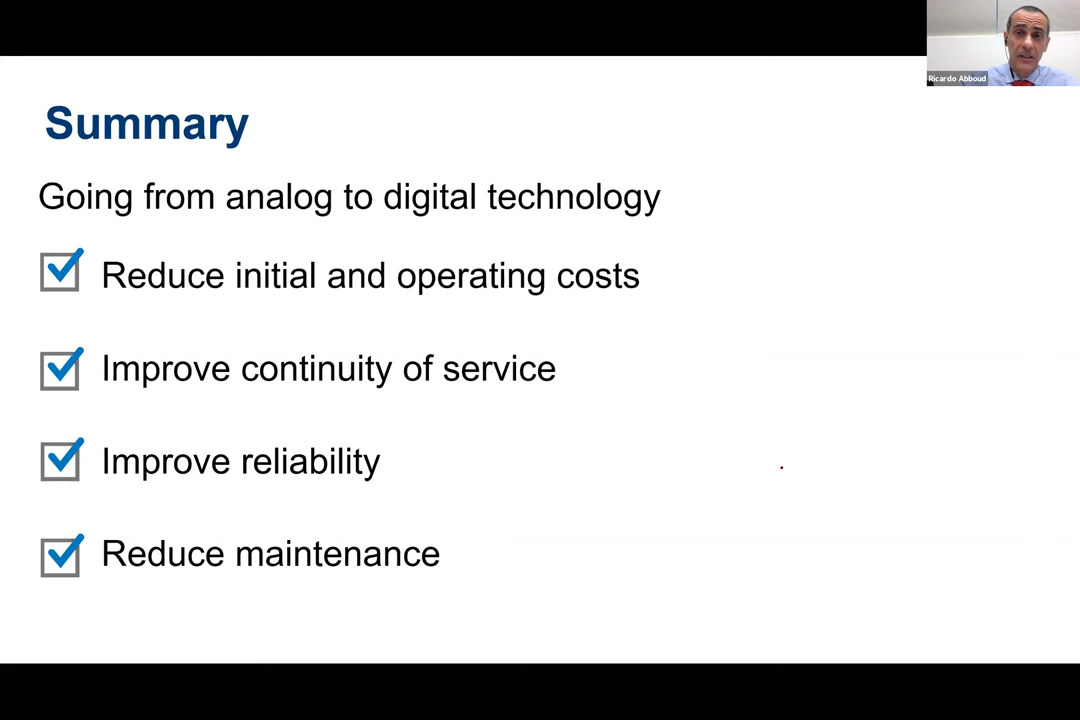 Ricardo Abboud
Summary
Going from analog to digital technology
Reduce initial and operating costs
Improve continuity of service
Improve reliability
Reduce maintenance